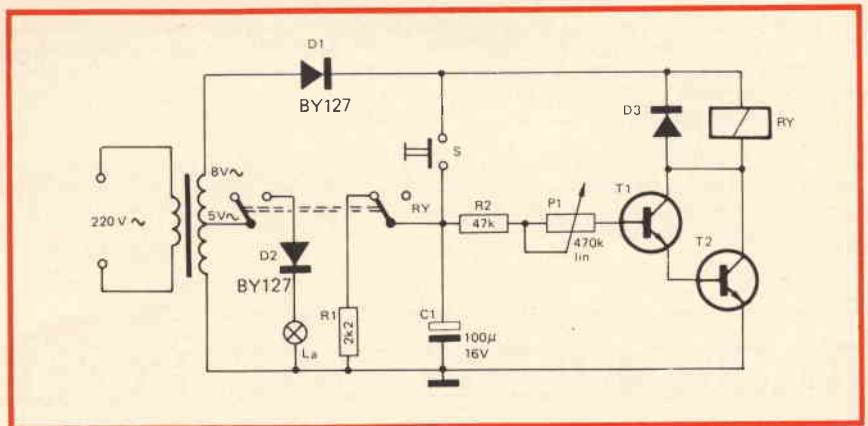 D1
BY127
D3
RY
S
8V~
5V~
RY
R2
47k
P1
470k
lin
T1
T2
220V~
D2
BY127
R1
2k2
La
C1
100µ
16V